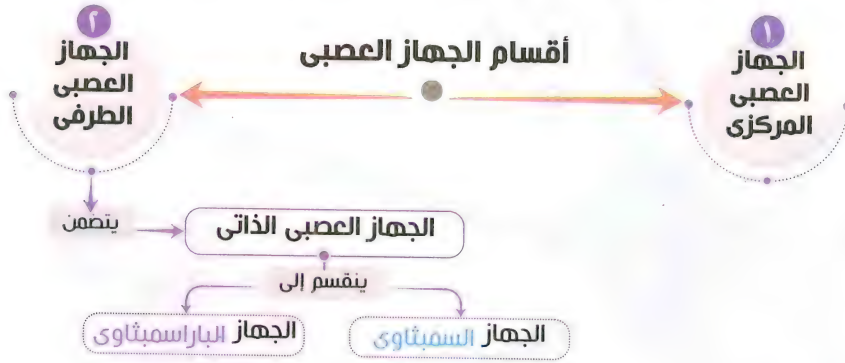 أقسام الجهاز العصبى
١
الجهاز
العصبى
المركزى
٢
الجهاز
العصبى
الطرفى
يتضمن
الجهاز العصبى الذاتى
ينقسم إلى
الجهاز السمبثاوى
الجهاز الباراسمبثاوى